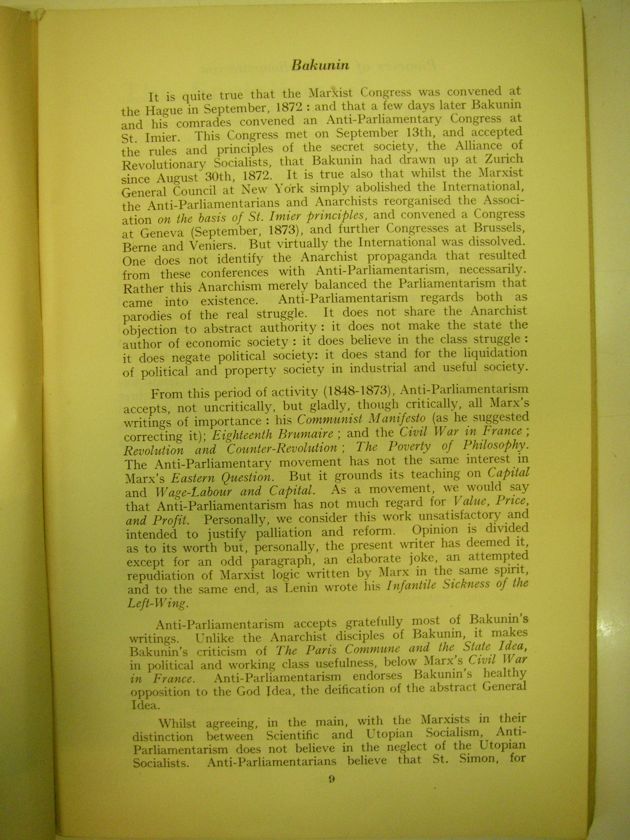 Bakunin
It is quite true that the Marxist Congress was convened at
the Hague in September, 1872 : and that a few days later Bakunin
and his comrades convened an Anti-Parliamentary Congress at
St. Imier. This Congress met on September 13th, and accepted
the rules and principles of the secret society, the Alliance of
Revolutionary Socialists, that Bakunin had drawn up at Zurich
since August 30th, 1872. It is true also that whilst the Marxist
General Council at New York simply abolished the International,
the Anti-Parliamentarians and Anarchists reorganised the Associ-
ation on the basis of St. Imier principles, and convened a Congress
at Geneva (September, 1873), and further Congresses at Brussels,
Berne and Veniers. But virtually the International was dissolved.
One does not identify the Anarchist propaganda that resulted
from these conferences with Anti-Parliamentarism, necessarily.
Rather this Anarchism merely balanced the Parliamentarism that
came into existence. Anti-Parliamentarism regards both as
parodies of the real struggle. It does not share the Anarchist
objection to abstract authority : it does not make the state the
author of economic society : it does believe in the class struggle :
it does negate political society: it does stand for the liquidation
of political and property society in industrial and useful society.
From this period of activity (1848-1873), Anti-Parliamentarism
accepts, not uncritically, but gladly, though critically, all Marx's
writings of importance : his Communist Manifesto (as he suggested
correcting it); Eighteenth Brumaire ; and the Civil War in France ;
Revolution and Counter-Revolution ; The Poverty of Philosophy.
The Anti-Parliamentary movement has not the same interest in
Marx's Eastern Question. But it grounds its teaching on Capital
and Wage-Labour and Capital. As a movement, we would say
that Anti-Parliamentarism has not much regard for Value, Price,
and Profit. Personally, we consider this work unsatisfactory and
intended to justify palliation and reform. Opinion is divided
as to its worth but, personally, the present writer has deemed it,
except for an odd paragraph, an elaborate joke, an attempted
repudiation of Marxist logic written by Marx in the same spirit,
and to the same end, as Lenin wrote his Infantile Sickness of the
Left-Wing.
Anti-Parliamentarism accepts gratefully most of Bakunin's
writings. Unlike the Anarchist disciples of Bakunin, it makes
Bakunin's criticism of The Paris Commune and the State Idea,
in political and working class usefulness, below Marx's Civil War
in France. Anti-Parliamentarism endorses Bakunin's healthy
opposition to the God Idea, the deification of the abstract General
Idea.
Whilst agreeing, in the main, with the Marxists in their
distinction between Scientific and Utopian Socialism, Anti-
Parliamentarism does not believe in the neglect of the Utopian
Socialists. Anti-Parliamentarians believe that St. Simon, for
9